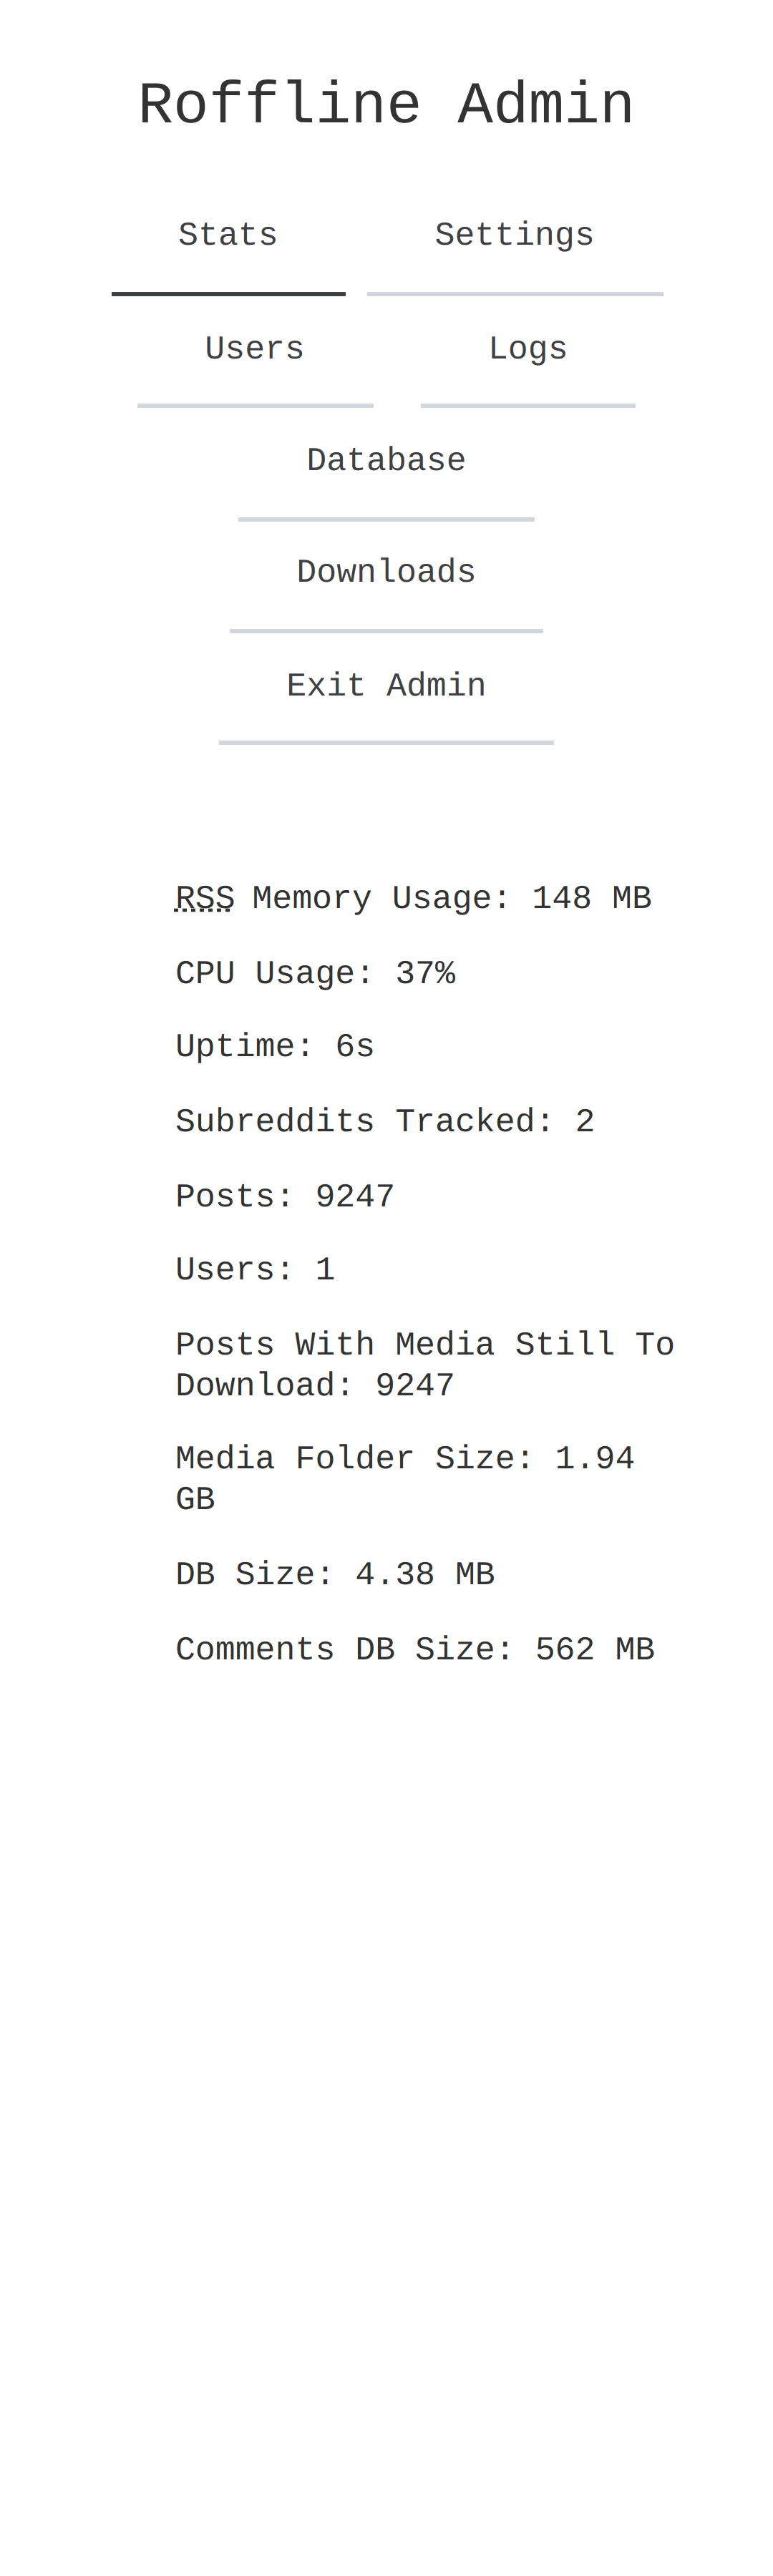 Roffline Admin
Stats Settings
Users Logs
Database
Downloads
Exit Admin
RSS Memory Usage: 148 MB
CPU Usage: 37%
Uptime: 6s
Subreddits Tracked: 2
Posts: 9247
Users: 1
Posts With Media Still To
Download: 9247
Media Folder Size: 1.94
GB
DB Size: 4.38 MB
Comments DB Size: 562 MB